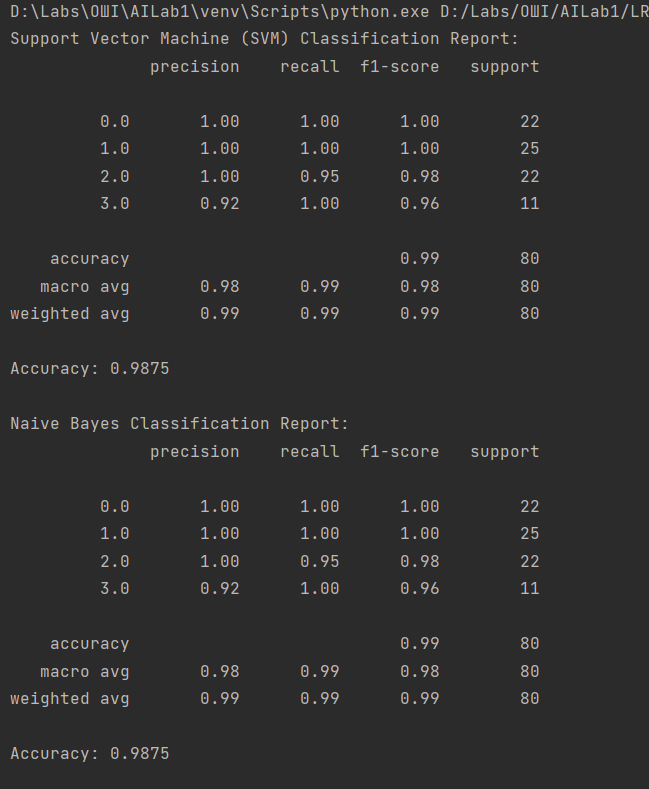 D:\Labs\ОШІ\AILab1\venv\Scripts\python.exe D:/Labs/ОШІ/AILab1/LR
Support Vector Machine (SVM) Classification Report:
              precision    recall  f1-score   support

         0.0       1.00      1.00      1.00        22
         1.0       1.00      1.00      1.00        25
         2.0       1.00      0.95      0.98        22
         3.0       0.92      1.00      0.96        11

    accuracy                           0.99        80
   macro avg       0.98      0.99      0.98        80
weighted avg       0.99      0.99      0.99        80

Accuracy: 0.9875

Naive Bayes Classification Report:
              precision    recall  f1-score   support

         0.0       1.00      1.00      1.00        22
         1.0       1.00      1.00      1.00        25
         2.0       1.00      0.95      0.98        22
         3.0       0.92      1.00      0.96        11

    accuracy                           0.99        80
   macro avg       0.98      0.99      0.98        80
weighted avg       0.99      0.99      0.99        80

Accuracy: 0.9875